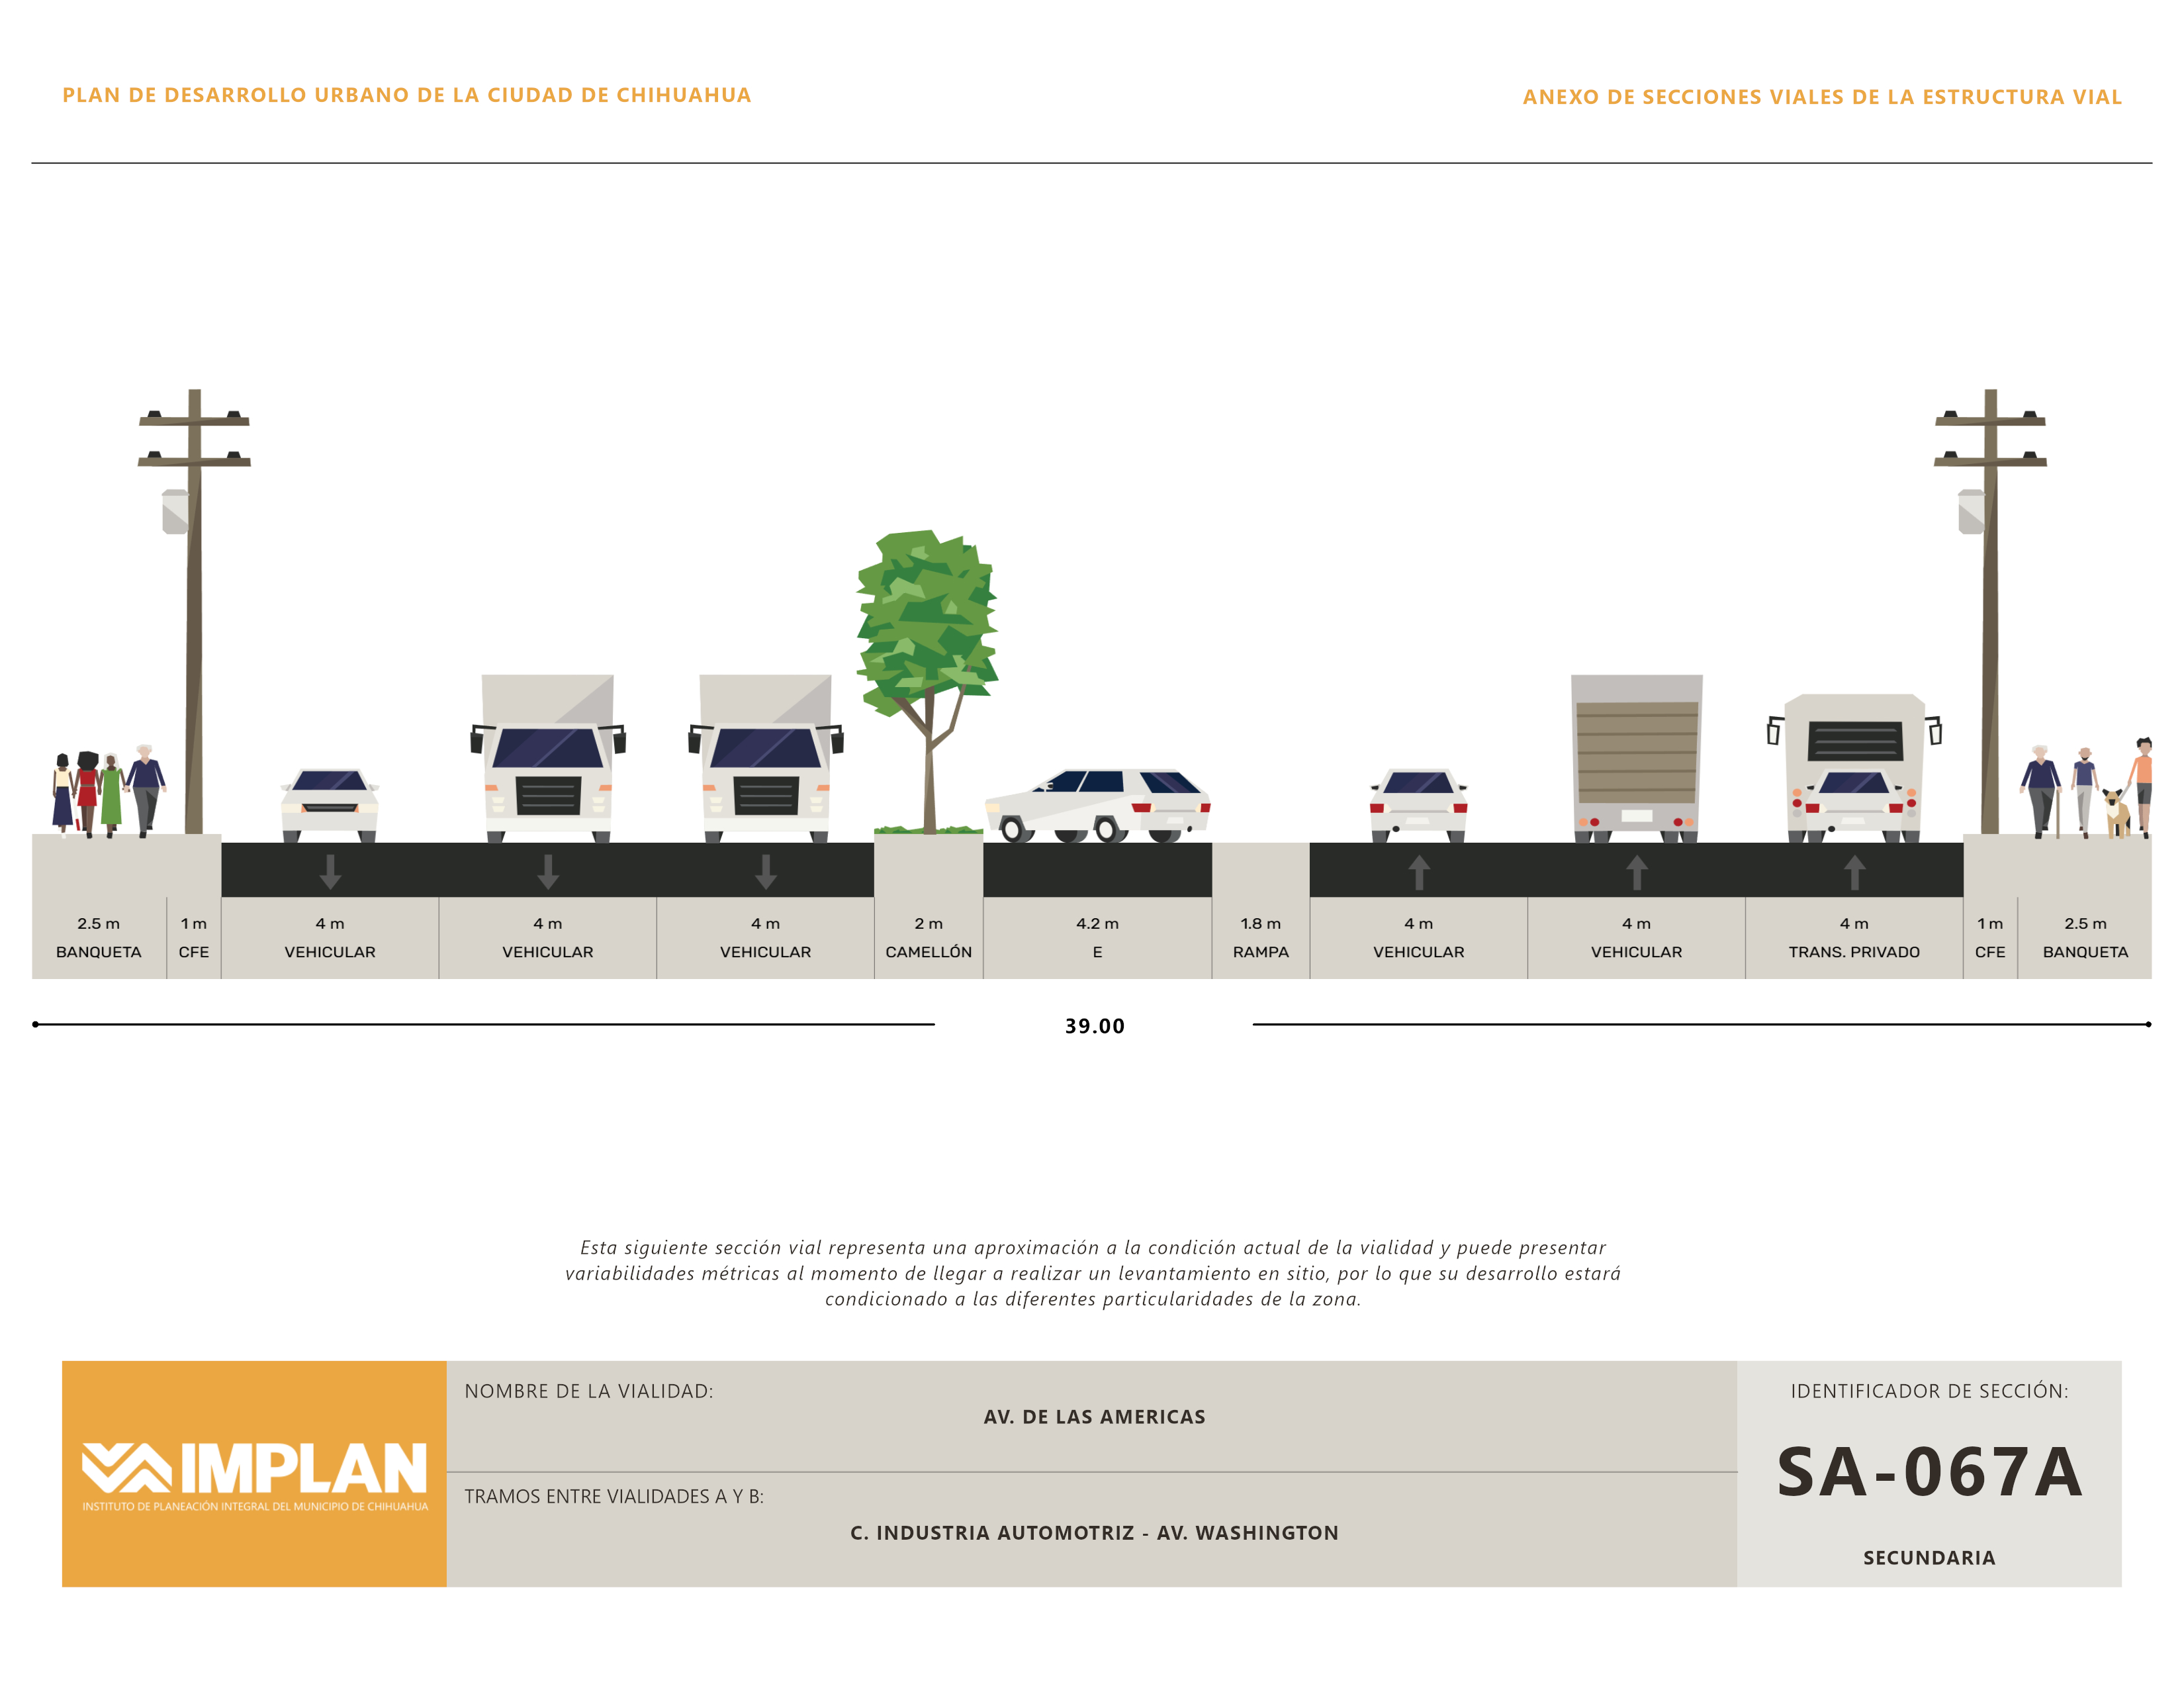 PLAN DE DESARROLLO URBANO DE LA CIUDAD DE CHIHUAHUA
ANEXO DE SECCIONES VIALES DE LA ESTRUCTURA VIAL
2.5 m 1 m 4 m 4 m 4 m 2 m 4.2 m 1.8 m 4 m 4 m 4 m 1 m 2.5 m
BANQUETA CFE VEHICULAR VEHICULAR VEHICULAR CAMELLÓN E RAMPA VEHICULAR VEHICULAR TRANS. PRIVADO CFE BANQUETA
39.00
Esta siguiente sección vial representa una aproximación a la condición actual de la vialidad y puede presentar
variabilidades métricas al momento de llegar a realizar un levantamiento en sitio, por lo que su desarrollo estará
condicionado a las diferentes particularidades de la zona.
IMPLAN
INSTITUTO DE PLANEACIÓN INTEGRAL DEL MUNICIPIO DE CHIHUAHUA
NOMBRE DE LA VIALIDAD:
AV. DE LAS AMERICAS
TRAMOS ENTRE VIALIDADES A Y B:
C. INDUSTRIA AUTOMOTRIZ - AV. WASHINGTON
IDENTIFICADOR DE SECCIÓN:
SA-067A
SECUNDARIA